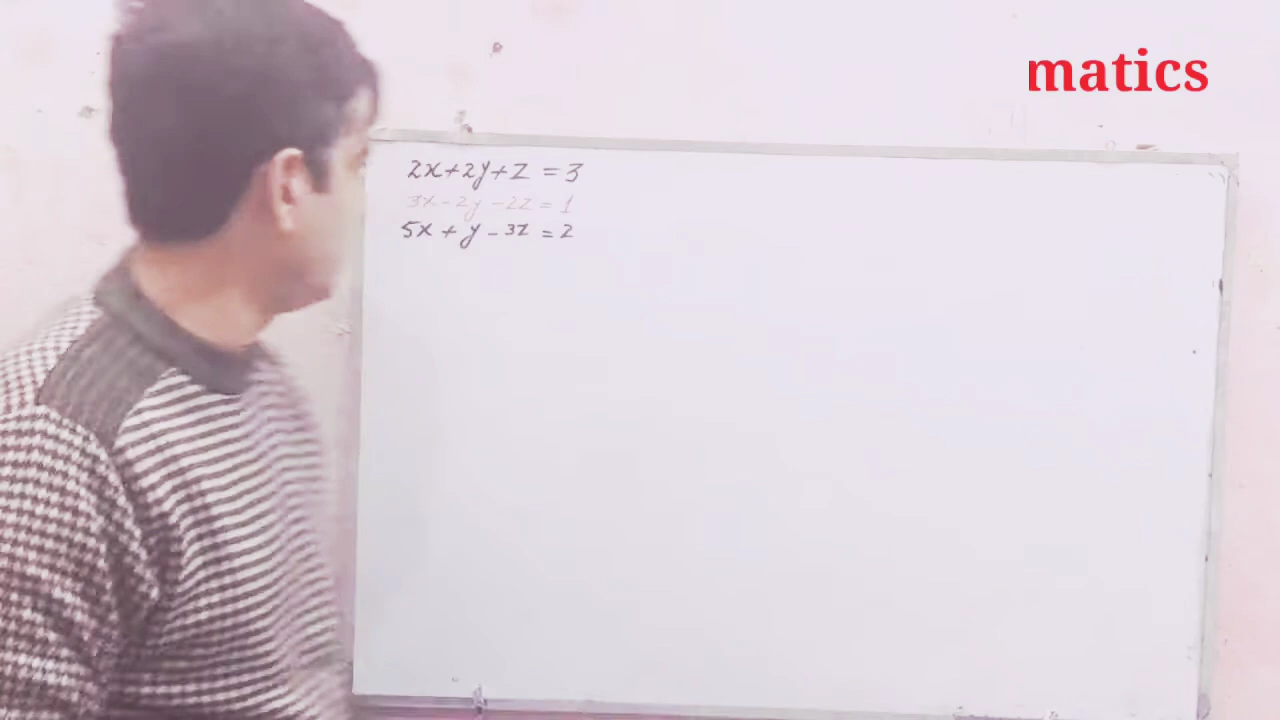 matics
2x+2y+z = 3
3x-2y-2z = 1
5x + y - 3z = 2